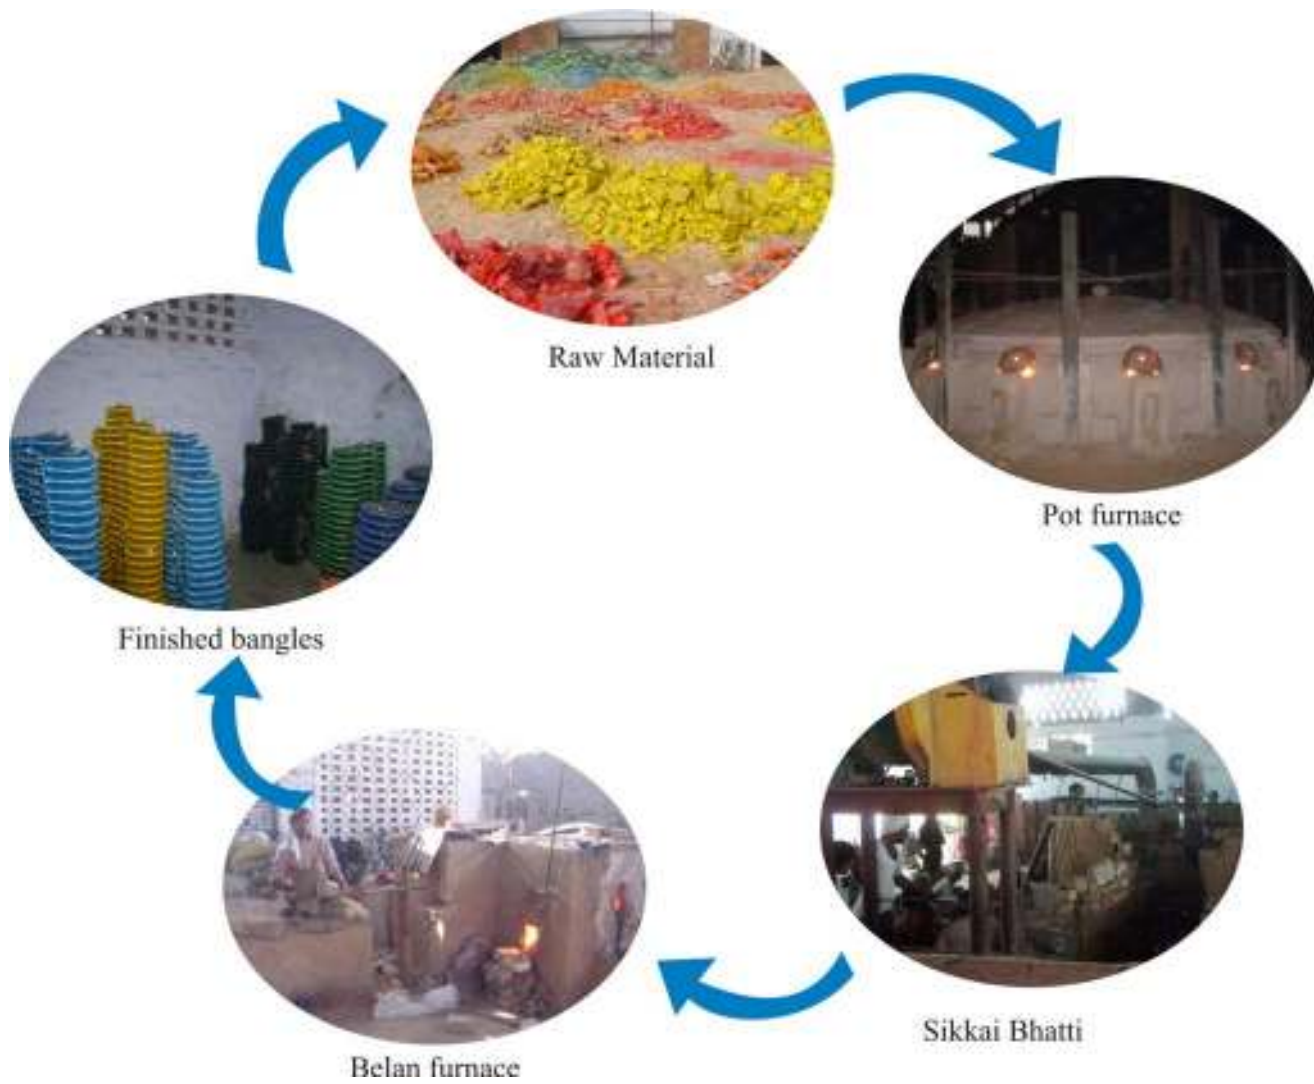 Raw Material
Pot furnace
Sikkai Bhatti
Belan furnace
Finished bangles